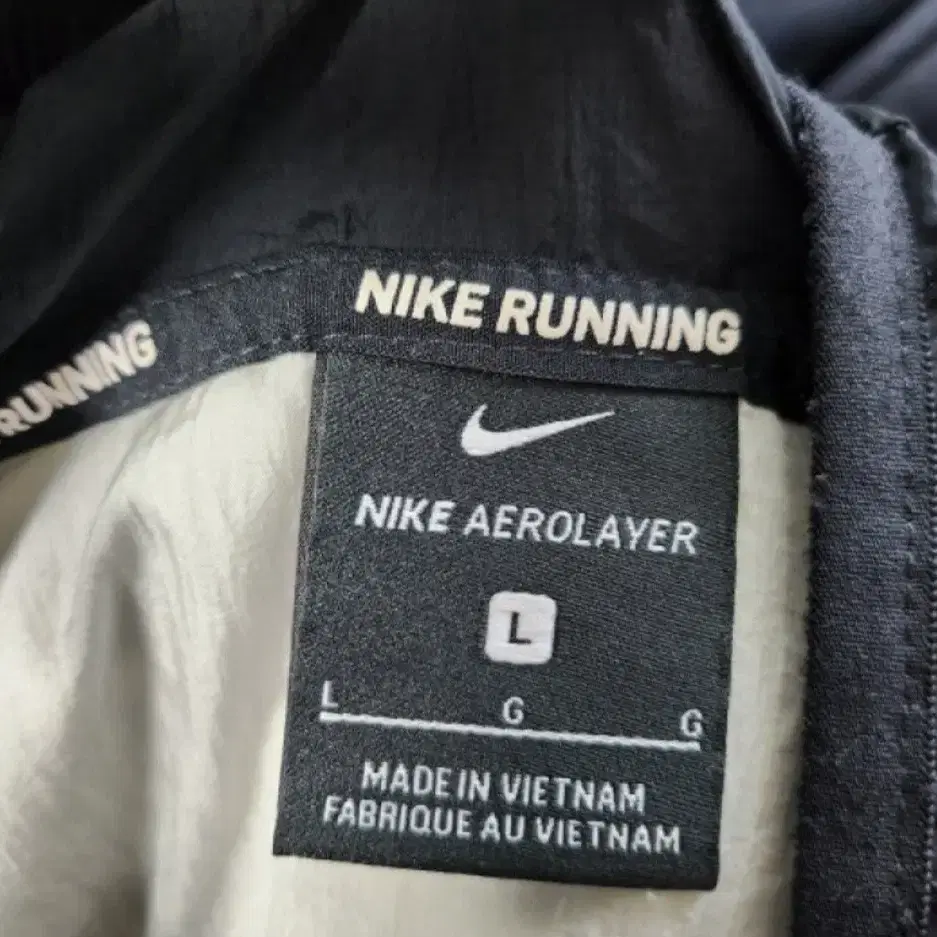 NIKE RUNNING
RUNNING
NIKE AEROLAYER
L
L G G
MADE IN VIETNAM
FABRIQUE AU VIETNAM